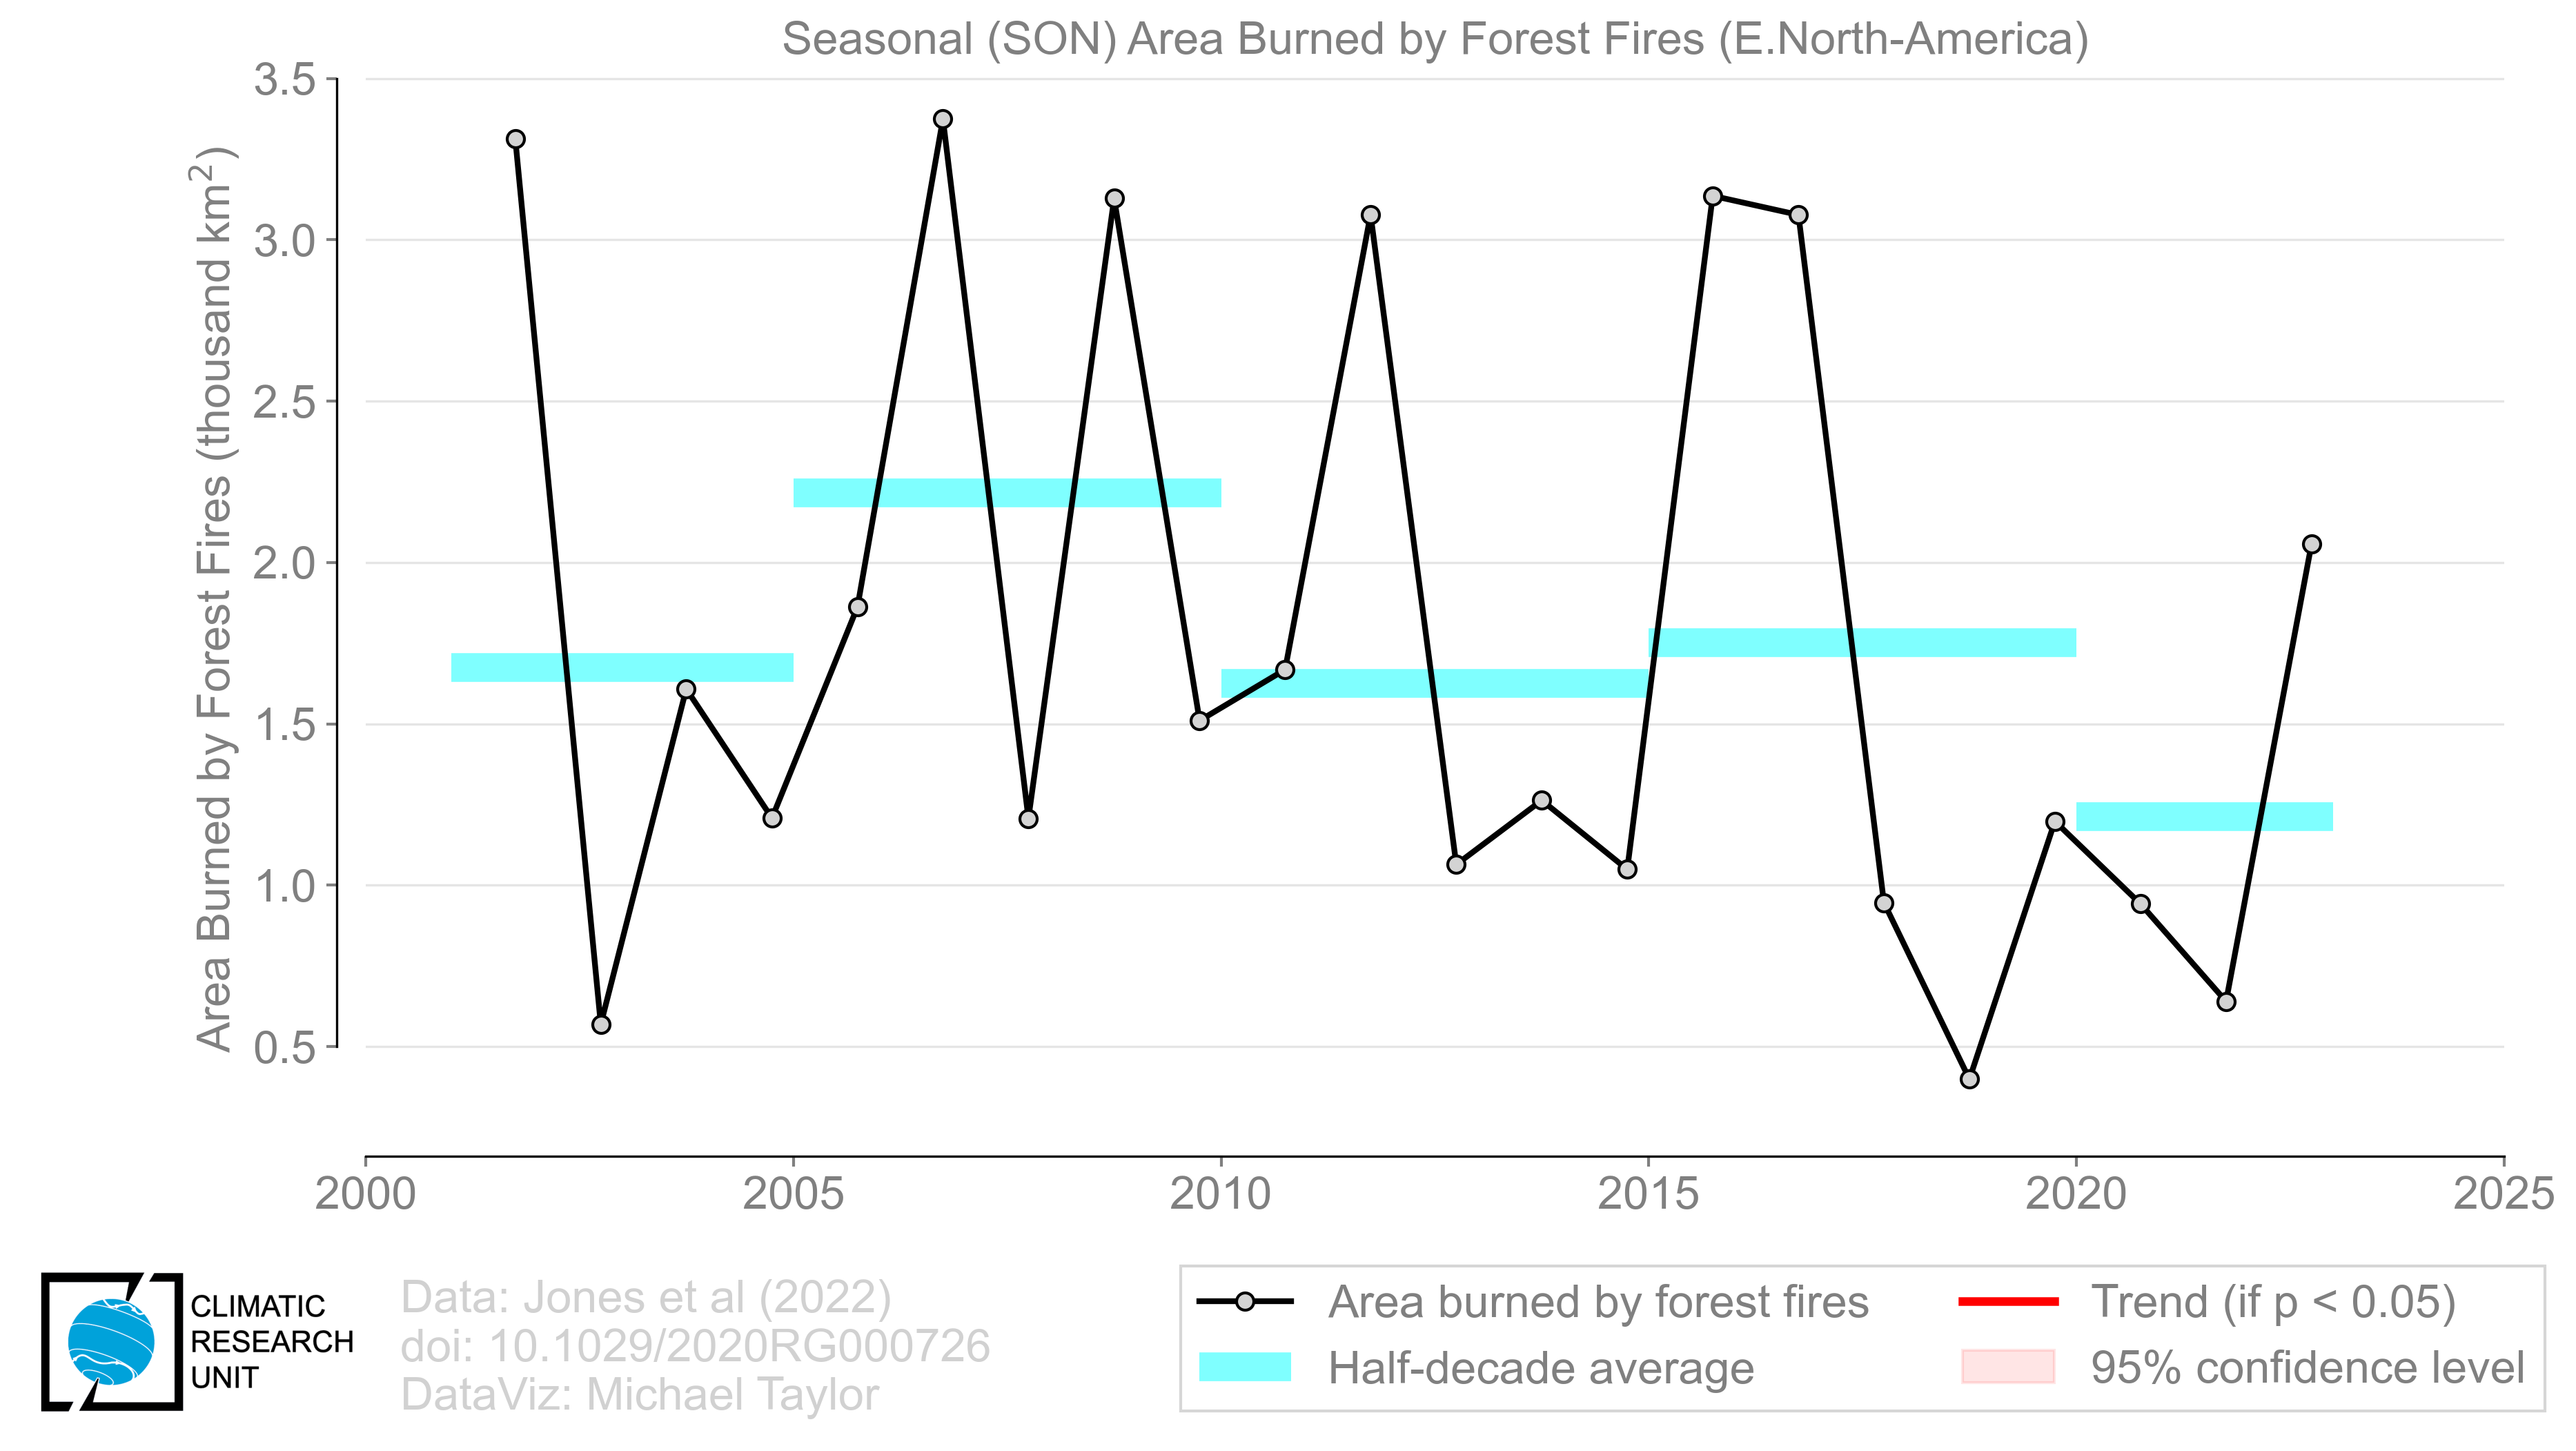 Seasonal (SON) Area Burned by Forest Fires (E.North-America)
Area Burned by Forest Fires (thousand km²)
3.5
3.0
2.5
2.0
1.5
1.0
0.5
2000
2005
2010
2015
2020
2025
CLIMATIC
RESEARCH
UNIT
Data: Jones et al (2022)
doi: 10.1029/2020RG000726
DataViz: Michael Taylor
Area burned by forest fires
Half-decade average
Trend (if p < 0.05)
95% confidence level